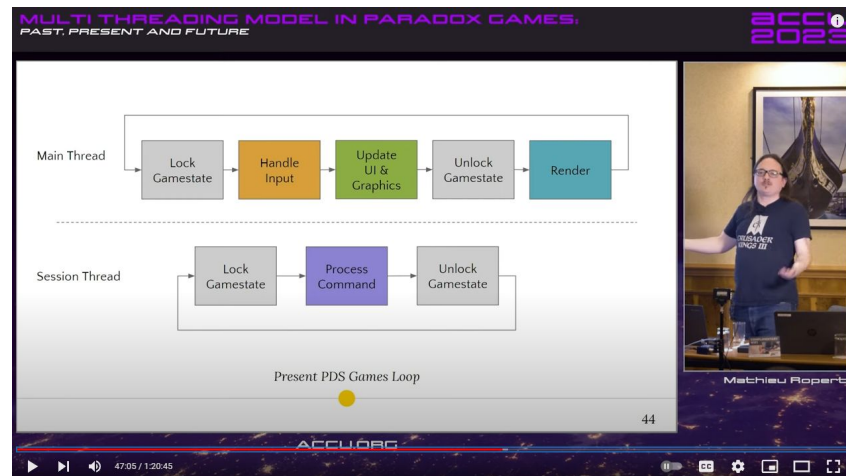 MULTI THREADING MODEL IN PARADOX GAMES:
PAST, PRESENT AND FUTURE
ACCU
2023
Main Thread
Lock
Gamestate
Handle
Input
Update
UI &
Graphics
Unlock
Gamestate
Render
Session Thread
Lock
Gamestate
Process
Command
Unlock
Gamestate
Present PDS Games Loop
44
CRUSADER
KINGS III
Mathieu Ropert
ACCU.ORG
47:05 / 1:20:45
CC